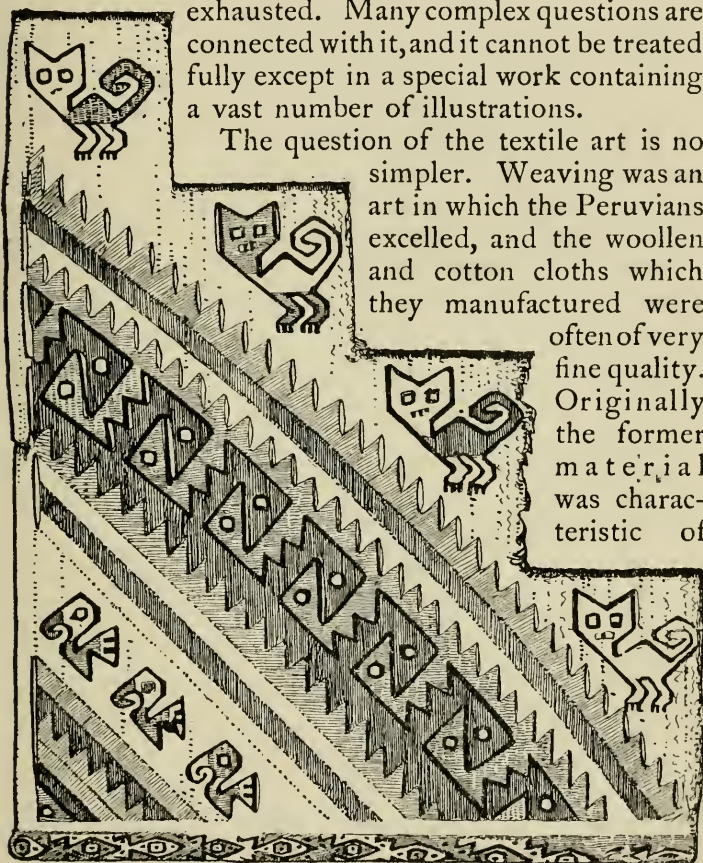 exhausted. Many complex questions are
connected with it, and it cannot be treated
fully except in a special work containing
a vast number of illustrations.
The question of the textile art is no
simpler. Weaving was an
art in which the Peruvians
excelled, and the woollen
and cotton cloths which
they manufactured were
often of very
fine quality.
Originally
the former
material
was charac-
teristic of